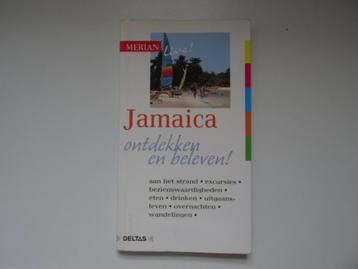 MERIAN live!
Jamaica
ontdekken
en beleven!
aan het strand • excursies •
bezienswaardigheden •
eten • drinken • uitgaans-
leven • overnachten •
wandelingen •
DELTAS